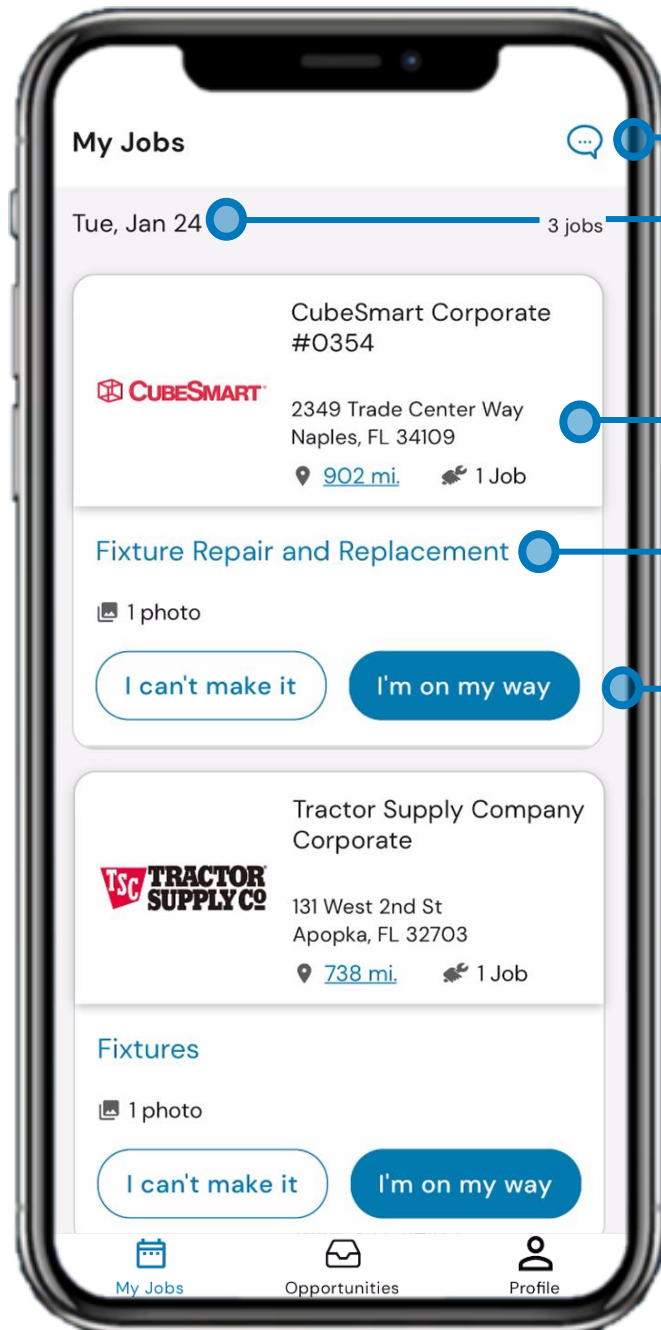 My Jobs
Tue, Jan 24
3 jobs
CubeSmart Corporate
#0354
CUBESMART
2349 Trade Center Way
Naples, FL 34109
902 mi.
1 Job
Fixture Repair and Replacement
1 photo
I can't make it
I'm on my way
Tractor Supply Company
Corporate
TSC TRACTOR
SUPPLY CO
131 West 2nd St
Apopka, FL 32703
738 mi.
1 Job
Fixtures
1 photo
I can't make it
I'm on my way
My Jobs
Opportunities
Profile